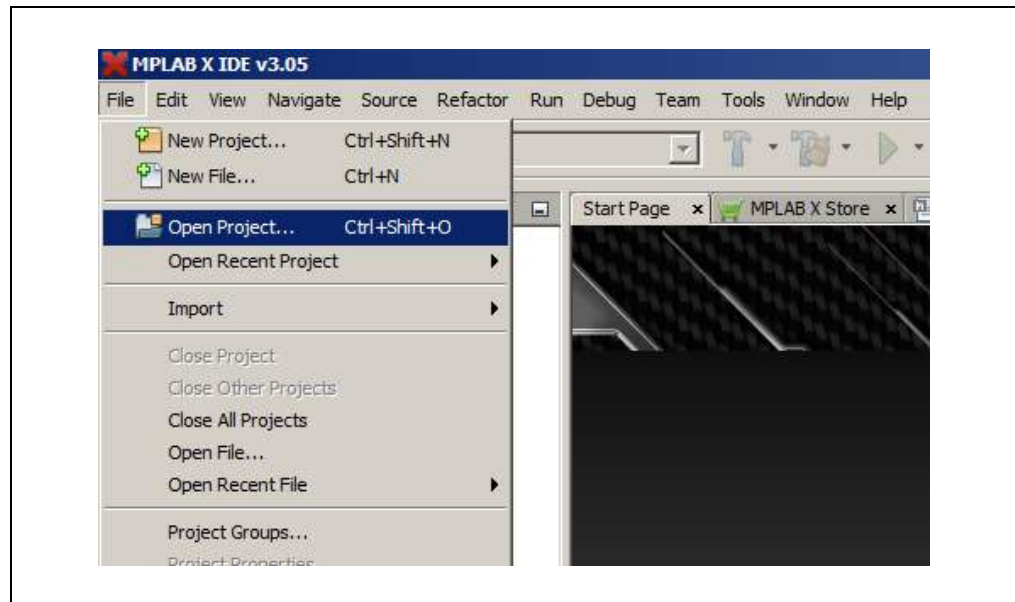 MPLAB X IDE v3.05
File Edit View Navigate Source Refactor Run Debug Team Tools Window Help
New Project... Ctrl+Shift+N
New File... Ctrl+N
Start Page x MPLAB X Store x
Open Project... Ctrl+Shift+O
Open Recent Project
Import
Close Project
Close Other Projects
Close All Projects
Open File...
Open Recent File
Project Groups...
Project Properties